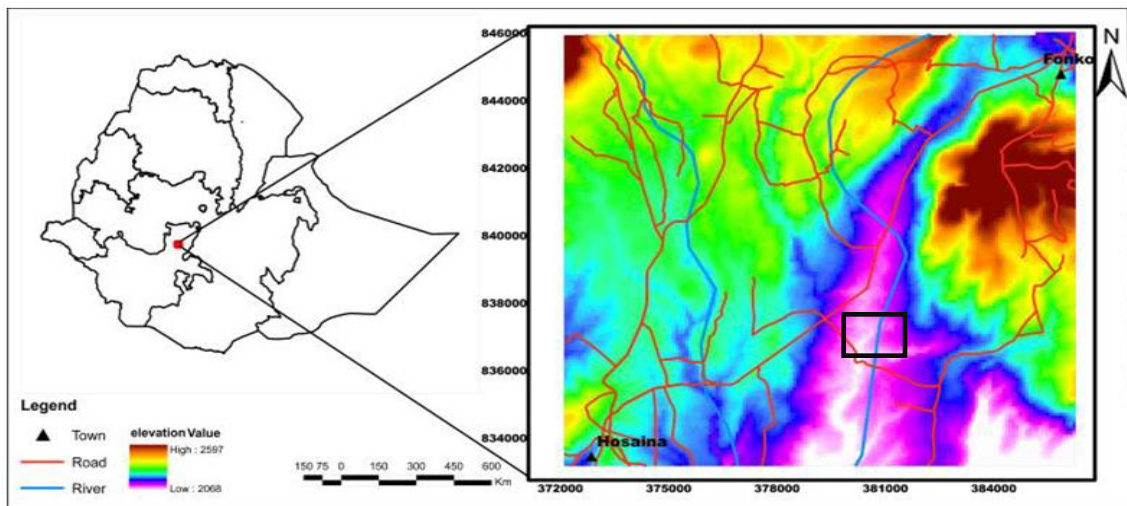 846000
844000
842000
840000
838000
836000
834000
372000 375000 378000 381000 384000
N
Fonko
Hosaina
Legend
Town
Road
River
elevation Value
High : 2597
Low : 2068
150 75 0 150 300 450 600
Km